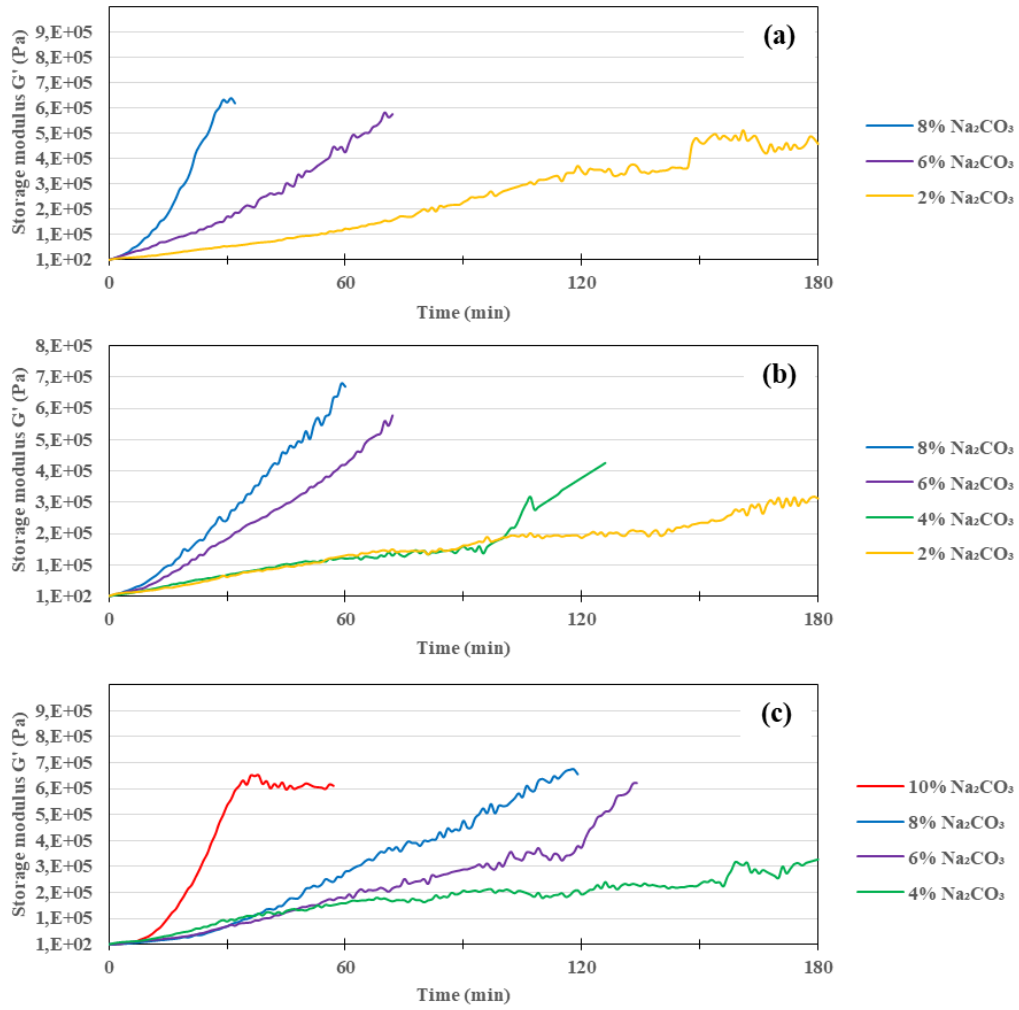 (a)
Storage modulus G' (Pa)
9,E+05
8,E+05
7,E+05
6,E+05
5,E+05
4,E+05
3,E+05
2,E+05
1,E+05
1,E+02
0
60
120
180
Time (min)
8% Na₂CO₃
6% Na₂CO₃
2% Na₂CO₃
(b)
Storage modulus G' (Pa)
8,E+05
7,E+05
6,E+05
5,E+05
4,E+05
3,E+05
2,E+05
1,E+05
1,E+02
0
60
120
180
Time (min)
8% Na₂CO₃
6% Na₂CO₃
4% Na₂CO₃
2% Na₂CO₃
(c)
Storage modulus G' (Pa)
9,E+05
8,E+05
7,E+05
6,E+05
5,E+05
4,E+05
3,E+05
2,E+05
1,E+05
1,E+02
0
60
120
180
Time (min)
10% Na₂CO₃
8% Na₂CO₃
6% Na₂CO₃
4% Na₂CO₃